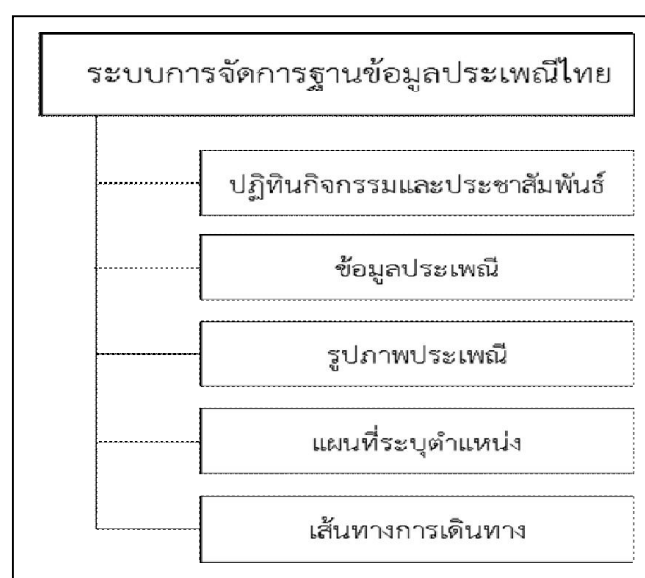 ระบบการจัดการฐานข้อมูลประเพณีไทย
ปฏิทินกิจกรรมและประชาสัมพันธ์
ข้อมูลประเพณี
รูปภาพประเพณี
แผนที่ระบุตำแหน่ง
เส้นทางการเดินทาง